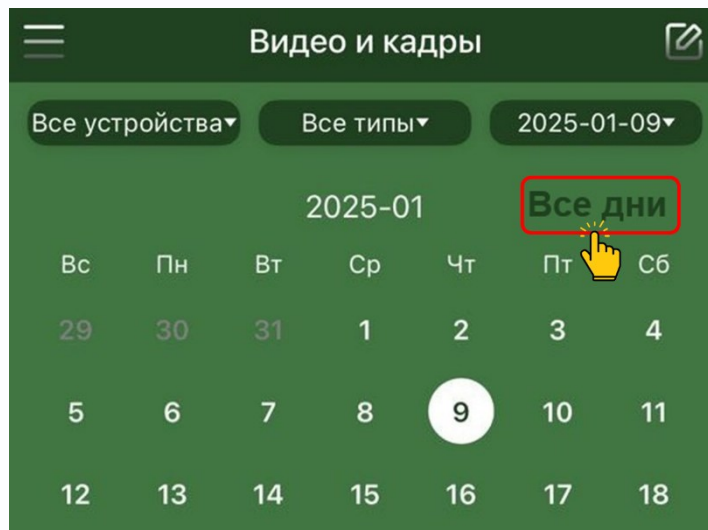 Видео и кадры
Все устройства▾ Все типы▾ 2025-01-09▾
2025-01 Все дни
Вс Пн Вт Ср Чт Пт Сб
29 30 31 1 2 3 4
5 6 7 8 9 10 11
12 13 14 15 16 17 18